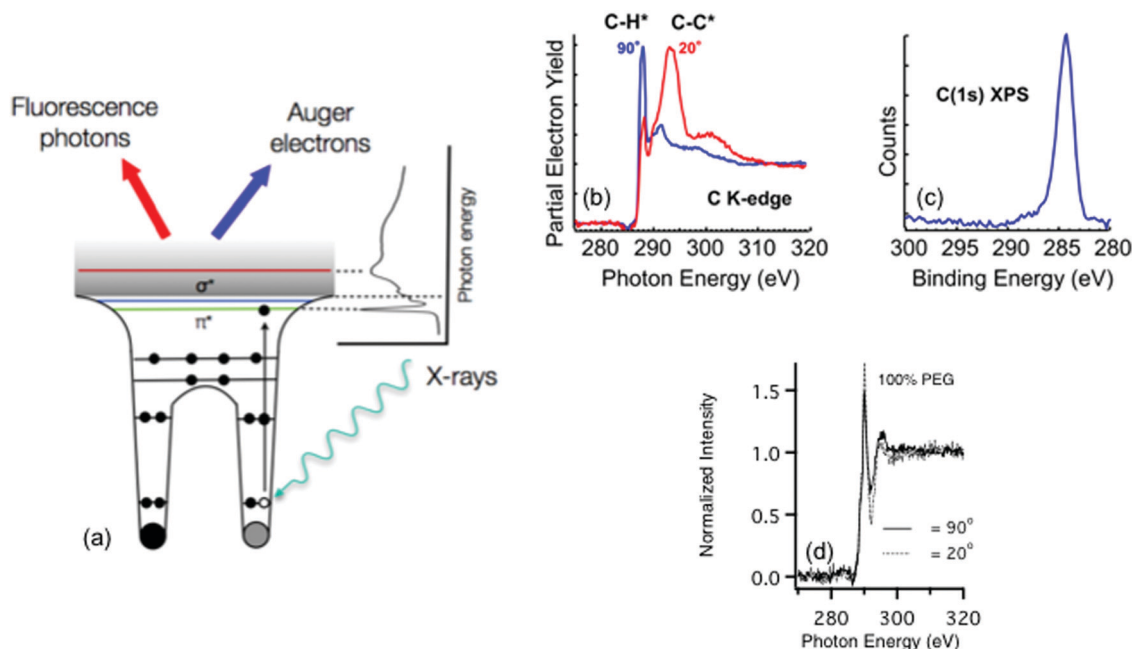 Fluorescence
photons
Auger
electrons
Photon energy
σ*
π*
X-rays
(a)
C-H*
C-C*
90°
20°
Partial Electron Yield
(b)
C K-edge
280
290
300
310
320
Photon Energy (eV)
C(1s) XPS
Counts
(c)
300
295
290
285
280
Binding Energy (eV)
100% PEG
1.5
1.0
0.5
0.0
Normalized Intensity
= 90°
= 20°
(d)
280
300
320
Photon Energy (eV)